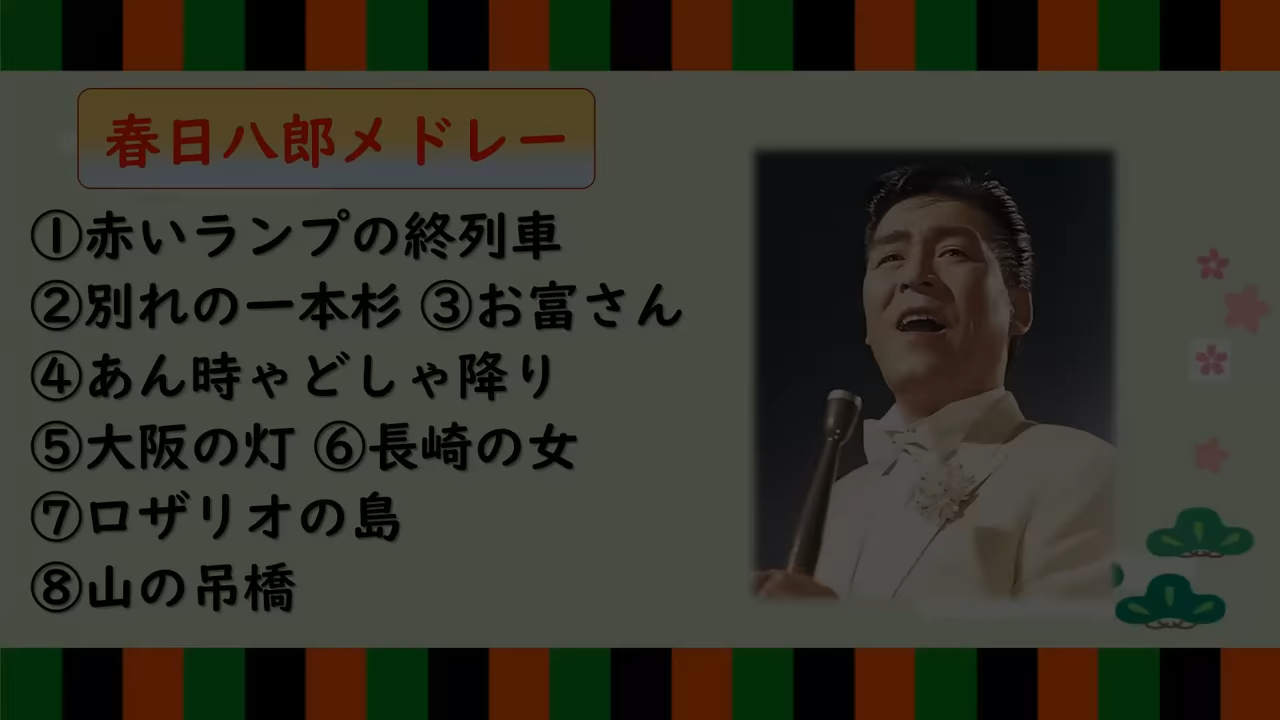 春日八郎メドレー
①赤いランプの終列車
②別れの一本杉 ③お富さん
④あん時ゃどしゃ降り
⑤大阪の灯 ⑥長崎の女
⑦ロザリオの島
⑧山の吊橋